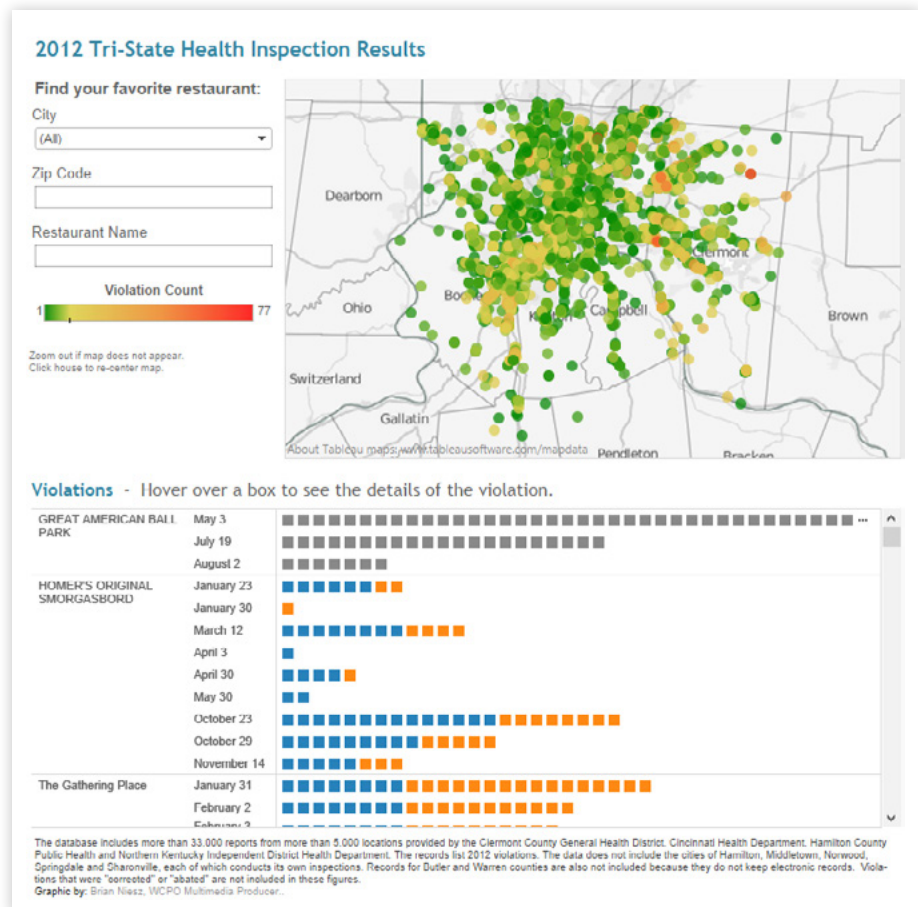 2012 Tri-State Health Inspection Results
Find your favorite restaurant:
City
(All)
Zip Code
Restaurant Name
Violation Count
1
77
Zoom out if map does not appear.
Click house to re-center map.
Dearborn
Clermont
Ohio
Campbell
Brown
Switzerland
Gallatin
Pendleton
Bracken
About Tableau maps: www.tableausoftware.com/mapdata
Violations - Hover over a box to see the details of the violation.
GREAT AMERICAN BALL
PARK
May 3
...
July 19
August 2
HOMER'S ORIGINAL
SMORGASBORD
January 23
January 30
March 12
April 3
April 30
May 30
October 23
October 29
November 14
The Gathering Place
January 31
February 2
February 3
The database includes more than 33.000 reports from more than 5.000 locations provided by the Clermont County General Health District. Cincinnati Health Department. Hamilton County
Public Health and Northern Kentucky Independent District Health Department. The records list 2012 violations. The data does not include the cities of Hamilton, Middletown, Norwood,
Springdale and Sharonville, each of which conducts its own inspections. Records for Butler and Warren counties are also not included because they do not keep electronic records. Viola-
tions that were "corrected" or "abated" are not included in these figures.
Graphic by: Brian Niesz, WCPO Multimedia Producer..